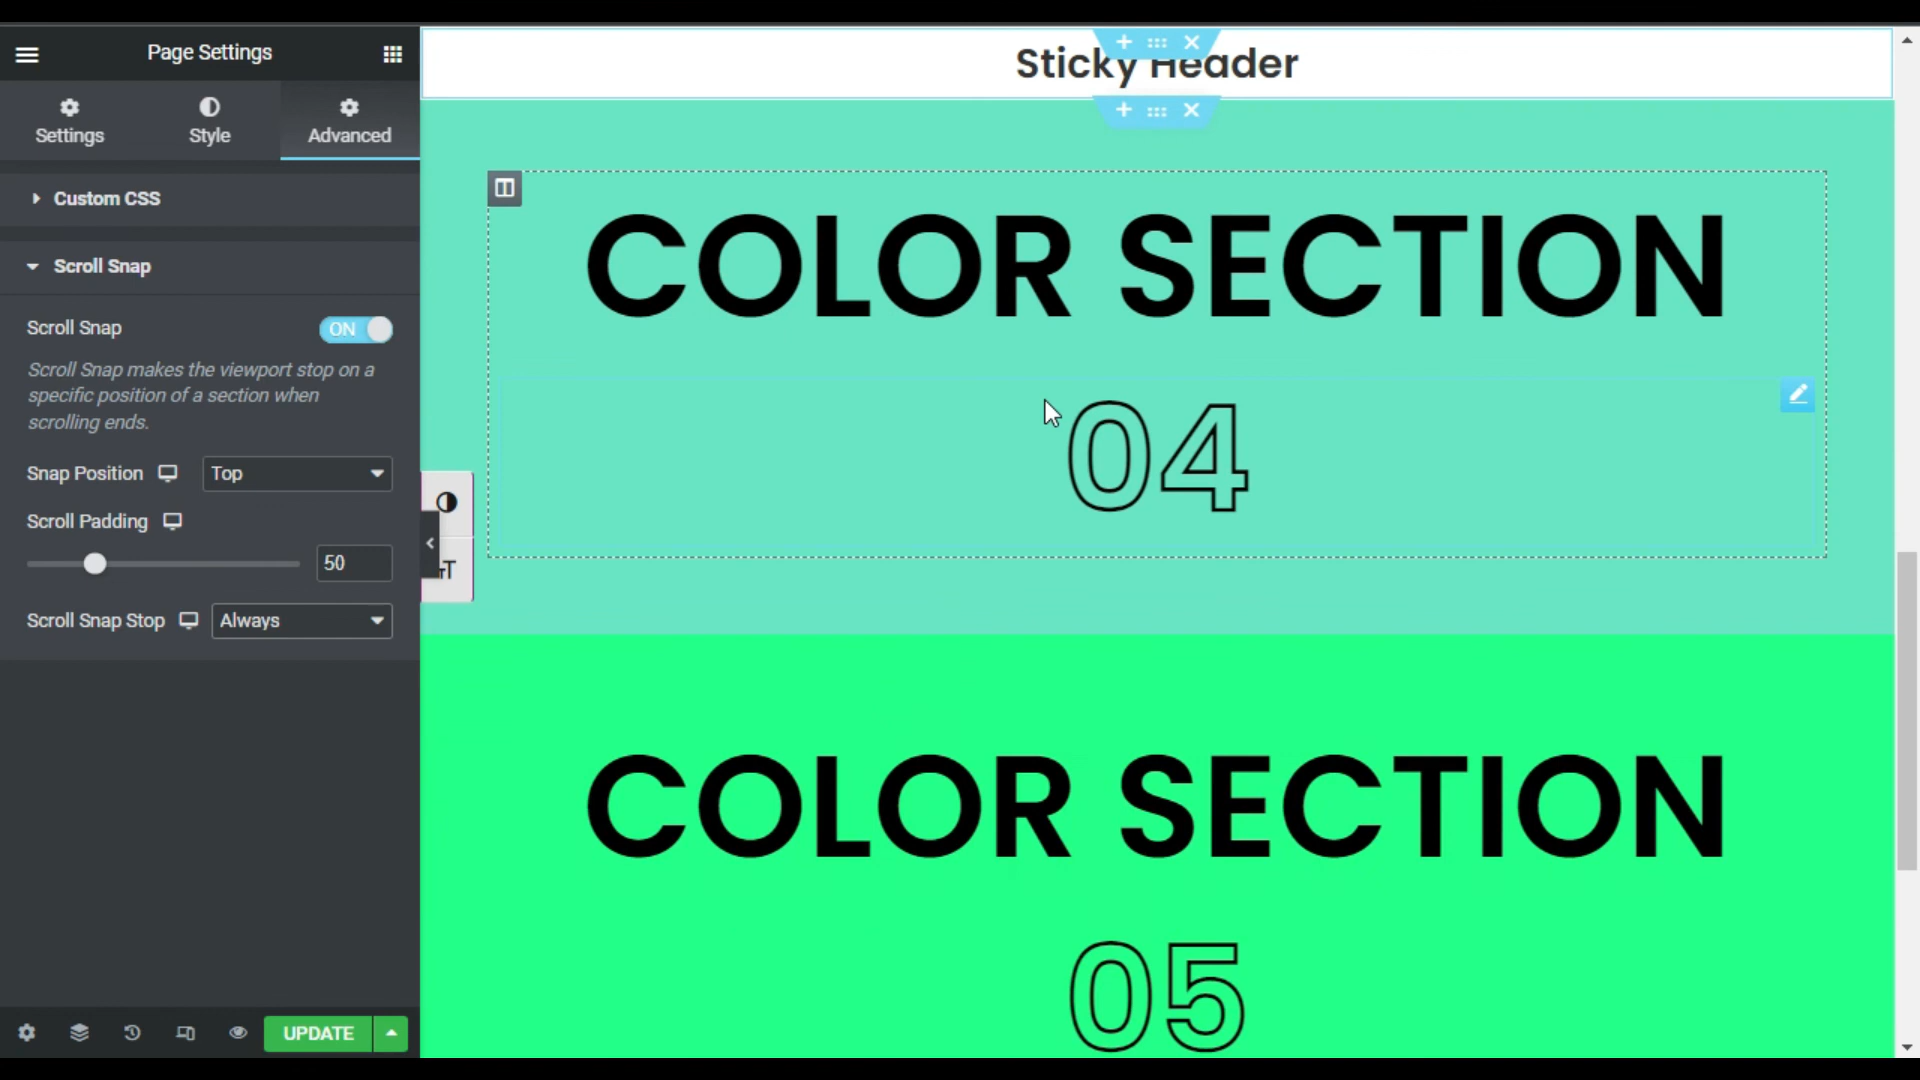 Page Settings
Settings
Style
Advanced
Custom CSS
Scroll Snap
Scroll Snap
ON
Scroll Snap makes the viewport stop on a
specific position of a section when
scrolling ends.
Snap Position
Top
Scroll Padding
50
Scroll Snap Stop
Always
UPDATE
Sticky Header
COLOR SECTION
04
TT
COLOR SECTION
05